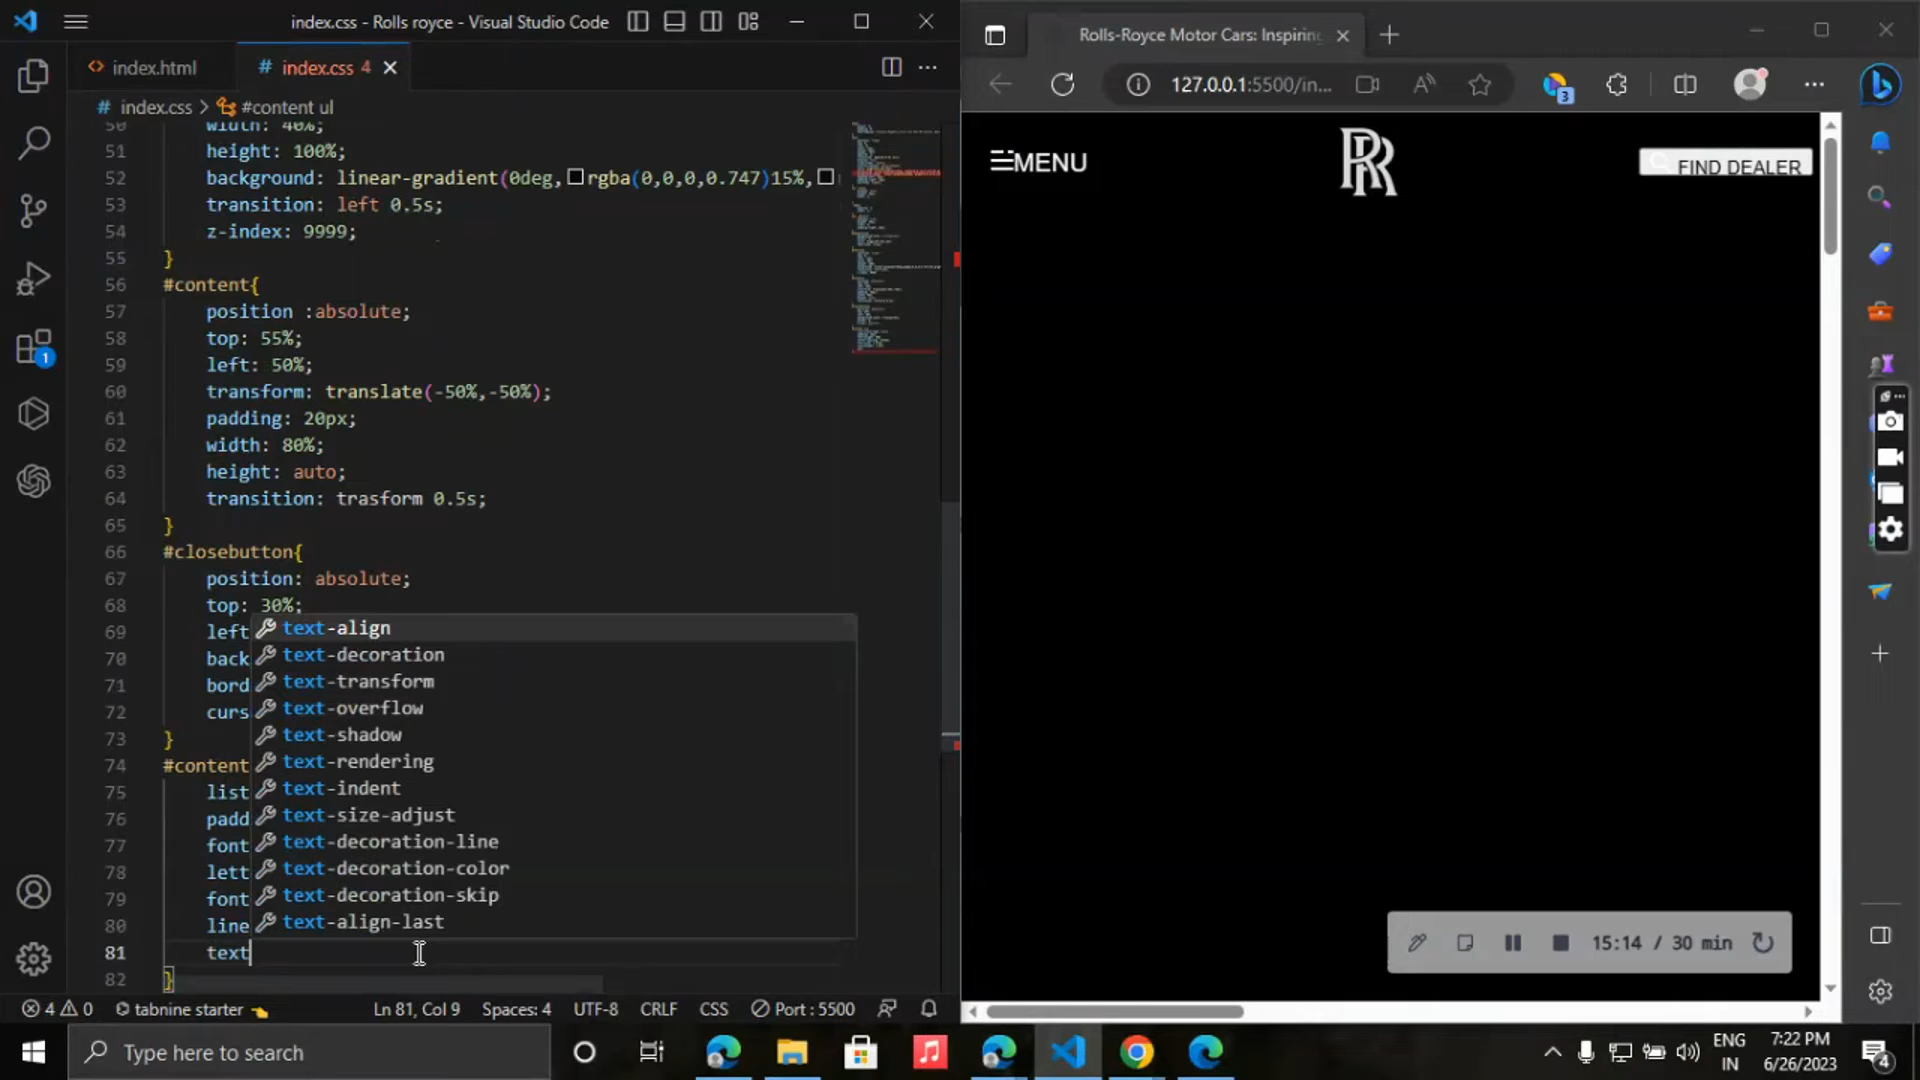 index.css - Rolls royce - Visual Studio Code
index.html
# index.css 4
# index.css > #content ul
50 width: 40%;
51 height: 100%;
52 background: linear-gradient(0deg, rgba(0,0,0,0.747)15%,
53 transition: left 0.5s;
54 z-index: 9999;
55 }
56 #content{
57 position :absolute;
58 top: 55%;
59 left: 50%;
60 transform: translate(-50%,-50%);
61 padding: 20px;
62 width: 80%;
63 height: auto;
64 transition: trasform 0.5s;
65 }
66 #closebutton{
67 position: absolute;
68 top: 30%;
69 left
70 back
71 bord
72 curs
73 }
74 #content
75 list
76 padd
77 font
78 lett
79 font
80 line
81 text
82 }
text-align
text-decoration
text-transform
text-overflow
text-shadow
text-rendering
text-indent
text-size-adjust
text-decoration-line
text-decoration-color
text-decoration-skip
text-align-last
1
4 0 tabnine starter Ln 81, Col 9 Spaces: 4 UTF-8 CRLF CSS Port : 5500
Rolls-Royce Motor Cars: Inspiring
127.0.0.1:5500/in...
3
MENU
RR
FIND DEALER
15:14 / 30 min
Type here to search
ENG
IN
7:22 PM
6/26/2023
4